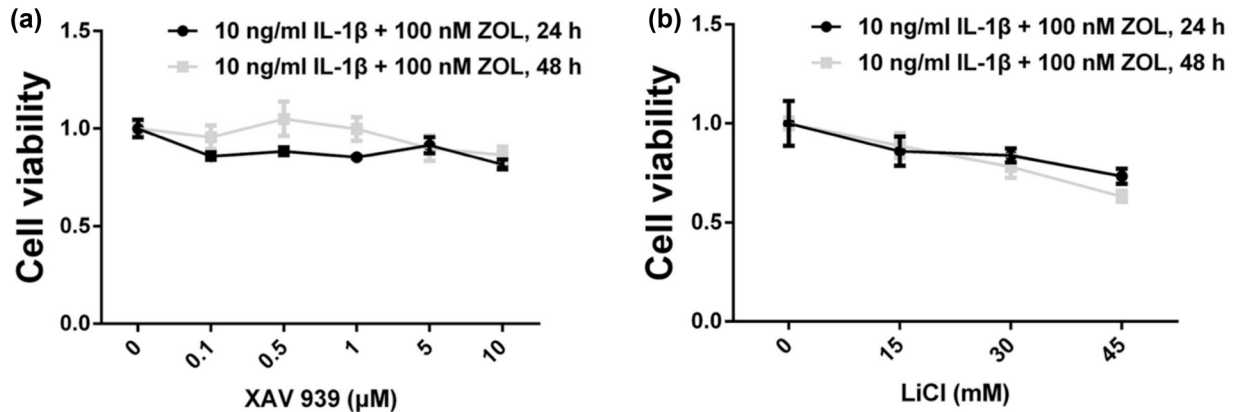 (a)
10 ng/ml IL-1β + 100 nM ZOL, 24 h
10 ng/ml IL-1β + 100 nM ZOL, 48 h
Cell viability
1.5
1.0
0.5
0.0
0
0.1
0.5
1
5
10
XAV 939 (μM)
(b)
10 ng/ml IL-1β + 100 nM ZOL, 24 h
10 ng/ml IL-1β + 100 nM ZOL, 48 h
Cell viability
1.5
1.0
0.5
0.0
0
15
30
45
LiCl (mM)